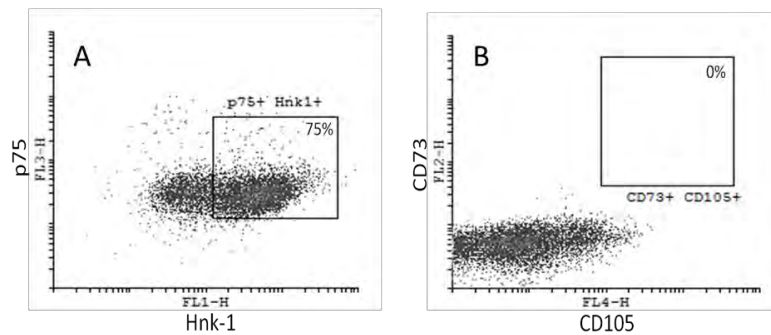 A
p75+ Hnk1+
75%
p75
FL3-H
FL1-H
Hnk-1
B
0%
CD73
FL2-H
CD73+ CD105+
FL4-H
CD105